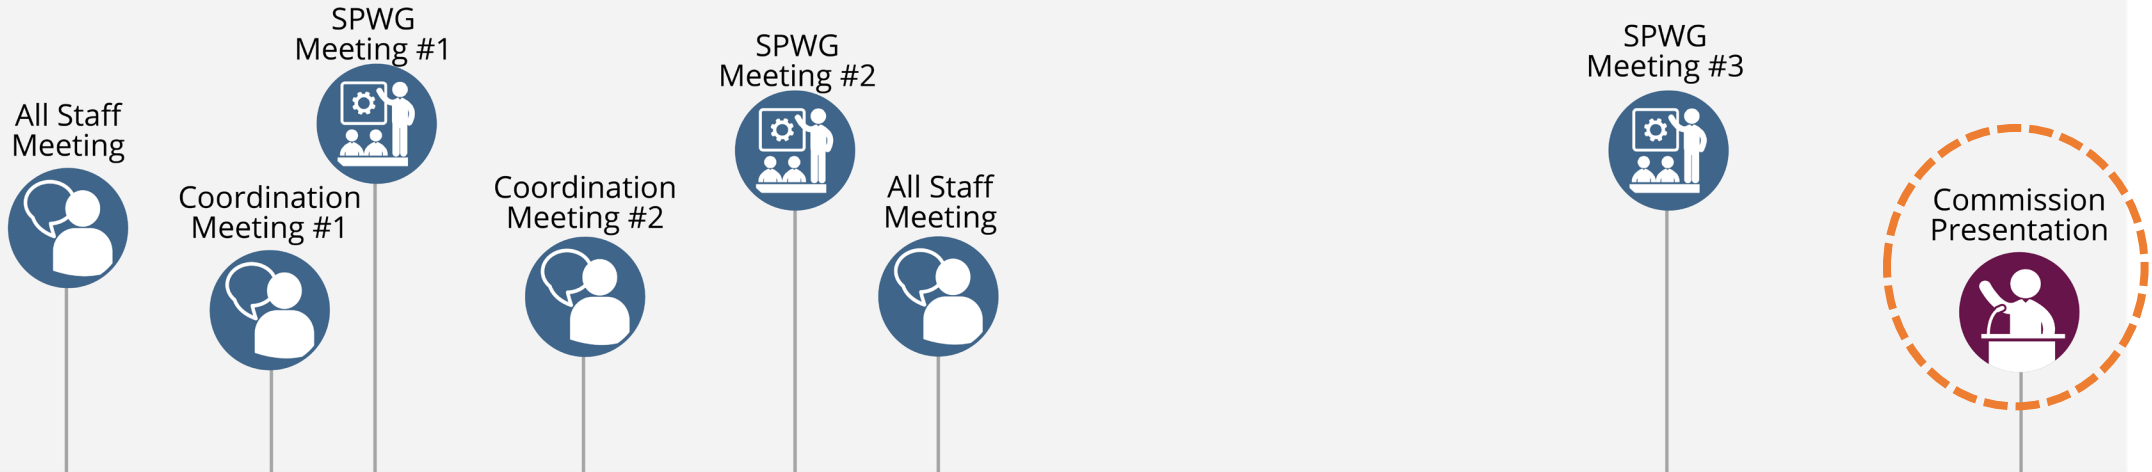 All Staff
Meeting
Coordination
Meeting #1
SPWG
Meeting #1
Coordination
Meeting #2
SPWG
Meeting #2
All Staff
Meeting
SPWG
Meeting #3
Commission
Presentation